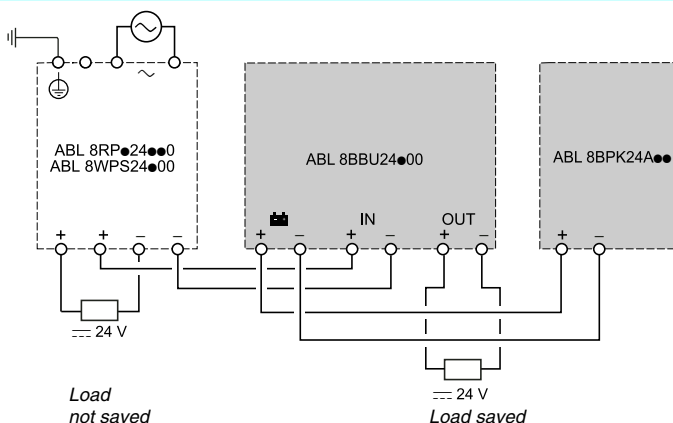 ABL 8RP●24●●0
ABL 8WPS24●00
ABL 8BBU24●00
ABL 8BPK24A●●
IN
OUT
+ + – –
+ – + – + –
+ –
24 V
24 V
Load
not saved
Load saved